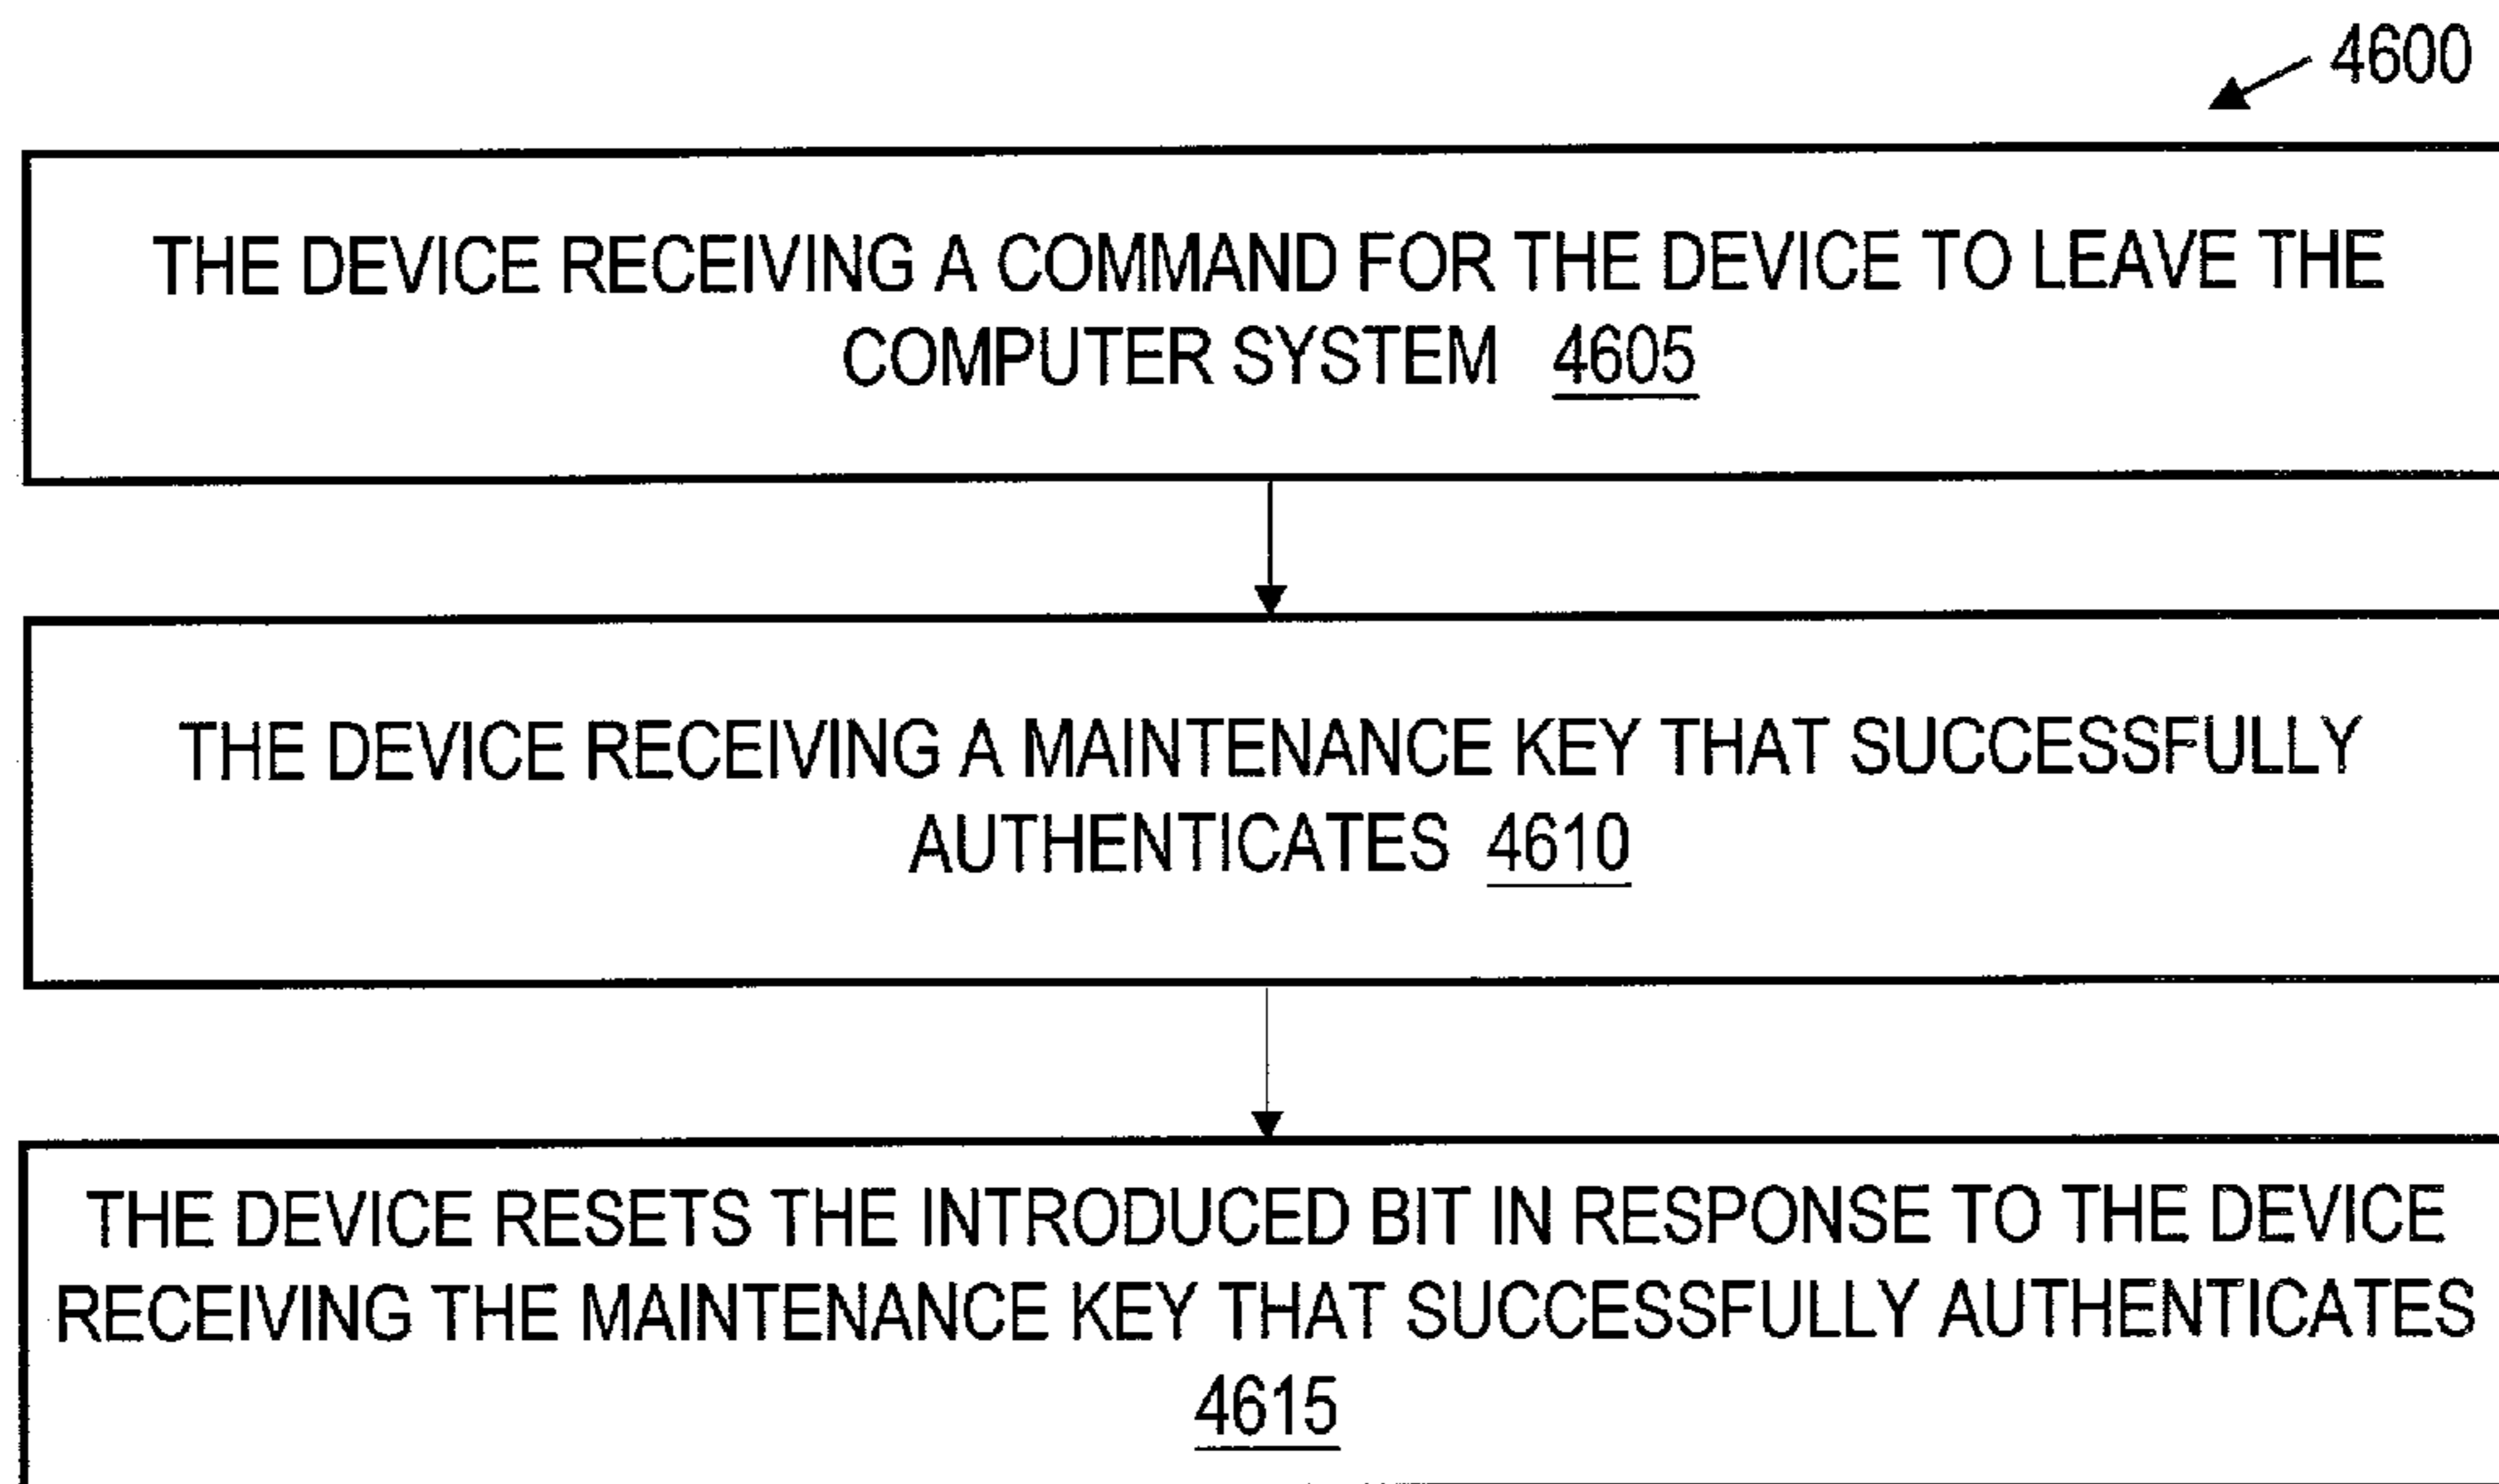 4600
THE DEVICE RECEIVING A COMMAND FOR THE DEVICE TO LEAVE THE
COMPUTER SYSTEM 4605
THE DEVICE RECEIVING A MAINTENANCE KEY THAT SUCCESSFULLY
AUTHENTICATES 4610
THE DEVICE RESETS THE INTRODUCED BIT IN RESPONSE TO THE DEVICE
RECEIVING THE MAINTENANCE KEY THAT SUCCESSFULLY AUTHENTICATES
4615